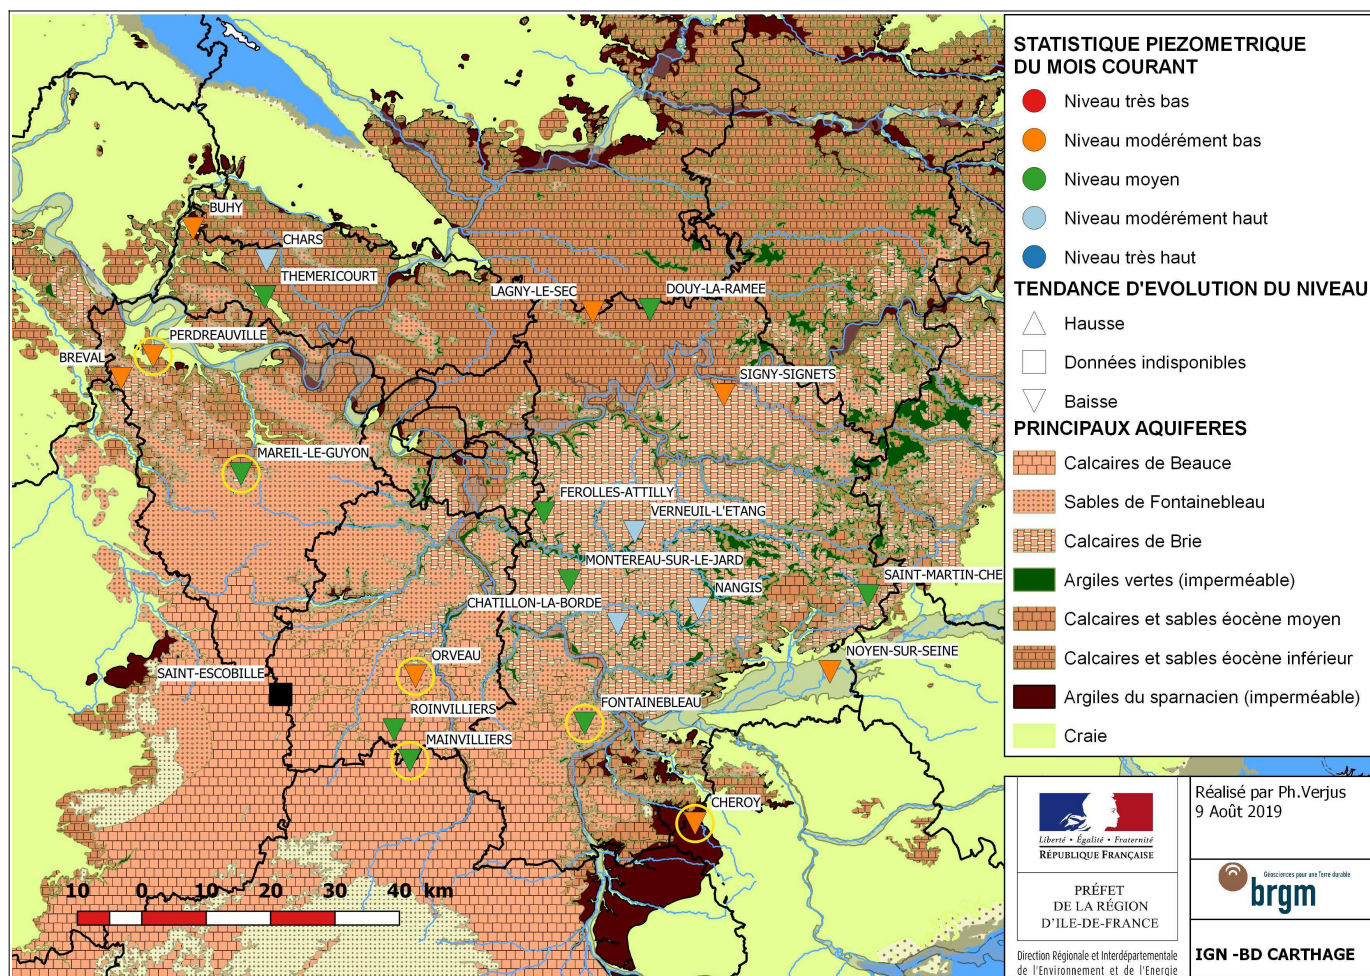 BUHY
CHARS
THEMERICOURT
LAGNY-LE-SEC
DOUY-LA-RAMEE
PERDREAUVILLE
BREVAL
SIGNY-SIGNETS
MAREIL-LE-GUYON
FEROLLES-ATTILLY
VERNEUIL-L'ETANG
MONTEREAU-SUR-LE-JARD
SAINT-MARTIN-CHE
NANGIS
CHATILLON-LA-BORDE
ORVEAU
NOYEN-SUR-SEINE
SAINT-ESCOBILLE
ROINVILLIERS
FONTAINEBLEAU
MAINVILLIERS
CHEROY
10 0 10 20 30 40 km
STATISTIQUE PIEZOMETRIQUE
DU MOIS COURANT
Niveau très bas
Niveau modérément bas
Niveau moyen
Niveau modérément haut
Niveau très haut
TENDANCE D'EVOLUTION DU NIVEAU
Hausse
Données indisponibles
Baisse
PRINCIPAUX AQUIFERES
Calcaires de Beauce
Sables de Fontainebleau
Calcaires de Brie
Argiles vertes (imperméable)
Calcaires et sables éocène moyen
Calcaires et sables éocène inférieur
Argiles du sparnacien (imperméable)
Craie
Liberté • Égalité • Fraternité
RÉPUBLIQUE FRANÇAISE
PRÉFET
DE LA RÉGION
D'ILE-DE-FRANCE
Direction Régionale et Interdépartementale
de l'Environnement et de l'Energie
Réalisé par Ph.Verjus
9 Août 2019
Géosciences pour une Terre durable
brgm
IGN -BD CARTHAGE